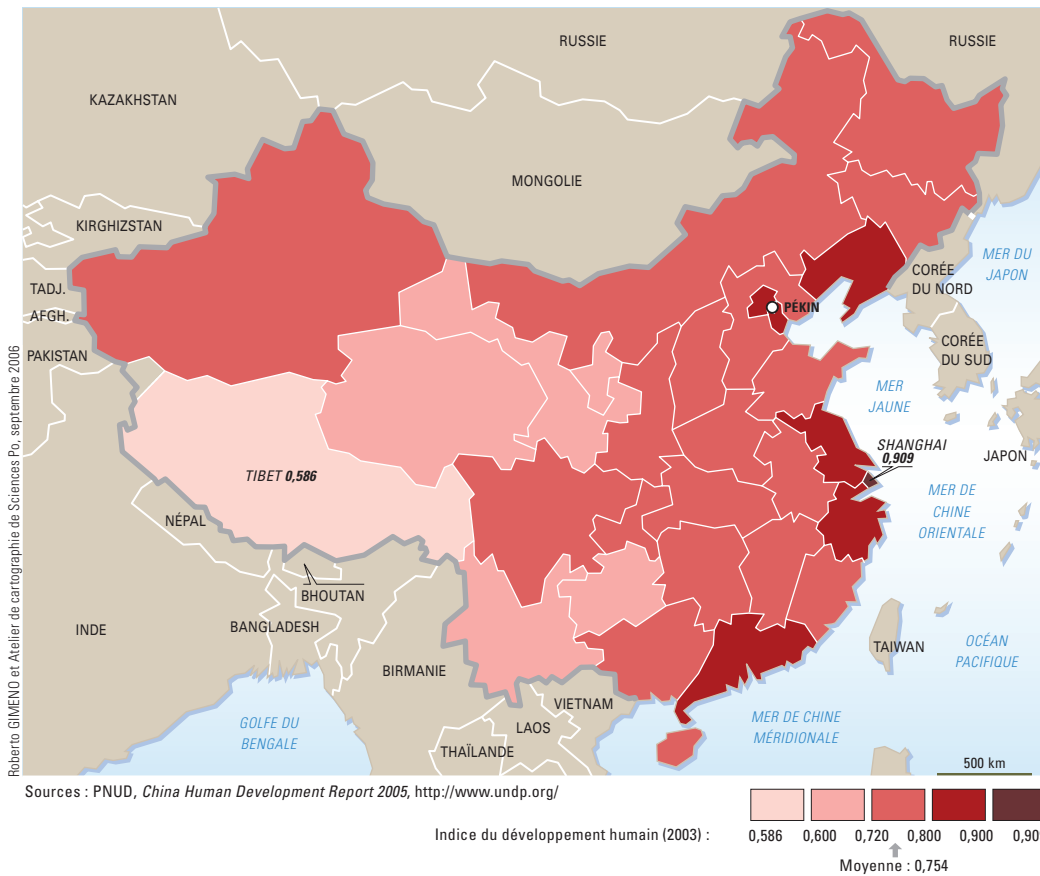 RUSSIE
RUSSIE
KAZAKHSTAN
MONGOLIE
KIRGHIZSTAN
MER DU
JAPON
TADJ.
CORÉE
DU NORD
AFGH.
PÉKIN
PAKISTAN
CORÉE
DU SUD
MER
JAUNE
SHANGHAI
0,909
JAPON
TIBET 0,586
MER DE
CHINE
ORIENTALE
NÉPAL
BHOUTAN
INDE
BANGLADESH
BIRMANIE
TAIWAN
OCÉAN
PACIFIQUE
VIETNAM
GOLFE DU
BENGALE
LAOS
MER DE CHINE
MÉRIDIONALE
THAÏLANDE
500 km
Roberto GIMENO et Atelier de cartographie de Sciences Po, septembre 2006
Sources : PNUD, China Human Development Report 2005, http://www.undp.org/
Indice du développement humain (2003) : 0,586 0,600 0,720 0,800 0,900 0,909
Moyenne : 0,754